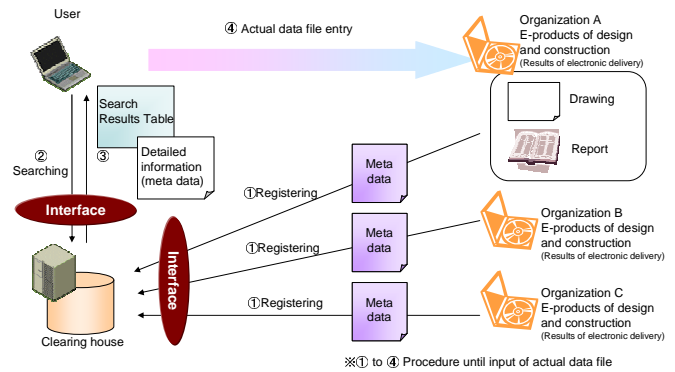 User
④ Actual data file entry
Organization A
E-products of design
and construction
(Results of electronic delivery)
Drawing
Report
Search
Results Table
Detailed
information
(meta data)
②
Searching
③
Interface
Clearing house
Interface
①Registering
Meta
data
①Registering
Meta
data
Organization B
E-products of design
and construction
(Results of electronic delivery)
①Registering
Meta
data
Organization C
E-products of design
and construction
(Results of electronic delivery)
※① to ④ Procedure until input of actual data file